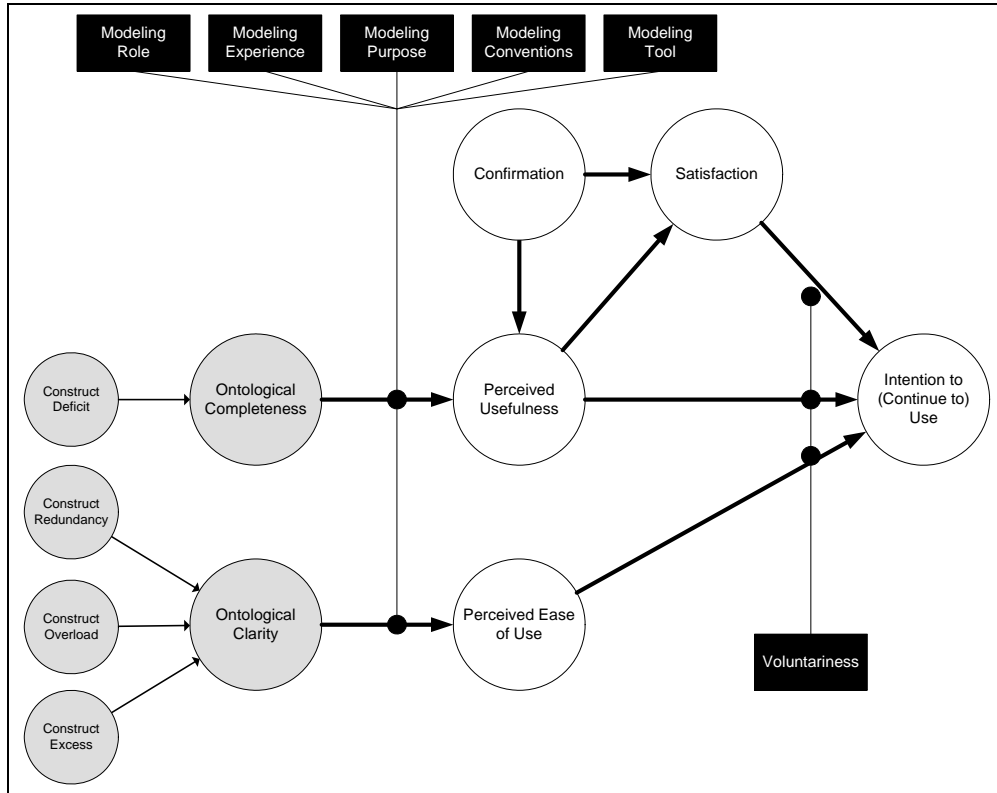 Modeling
Role
Modeling
Experience
Modeling
Purpose
Modeling
Conventions
Modeling
Tool
Confirmation
Satisfaction
Construct
Deficit
Ontological
Completeness
Perceived
Usefulness
Intention to
(Continue to)
Use
Construct
Redundancy
Construct
Overload
Ontological
Clarity
Perceived Ease
of Use
Voluntariness
Construct
Excess